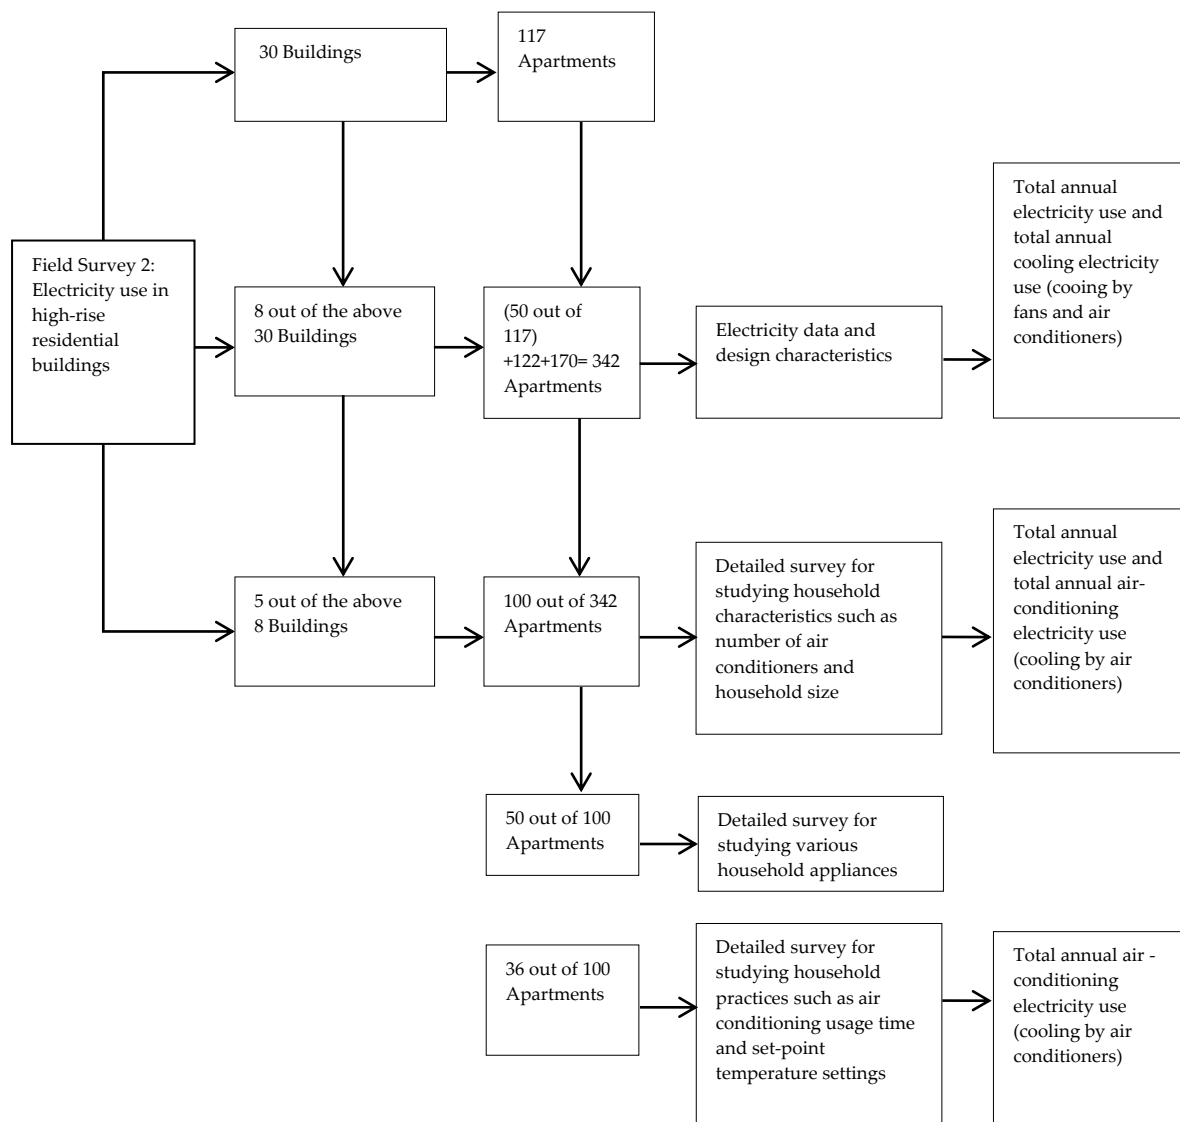 30 Buildings
117
Apartments
Field Survey 2:
Electricity use in
high-rise
residential
buildings
8 out of the above
30 Buildings
(50 out of
117)
+122+170= 342
Apartments
Electricity data and
design characteristics
Total annual
electricity use and
total annual
cooling electricity
use (cooing by
fans and air
conditioners)
5 out of the above
8 Buildings
100 out of 342
Apartments
Detailed survey for
studying household
characteristics such as
number of air
conditioners and
household size
Total annual
electricity use and
total annual air-
conditioning
electricity use
(cooling by air
conditioners)
50 out of 100
Apartments
Detailed survey for
studying various
household appliances
36 out of 100
Apartments
Detailed survey for
studying household
practices such as air
conditioning usage time
and set-point
temperature settings
Total annual air -
conditioning
electricity use
(cooling by air
conditioners)